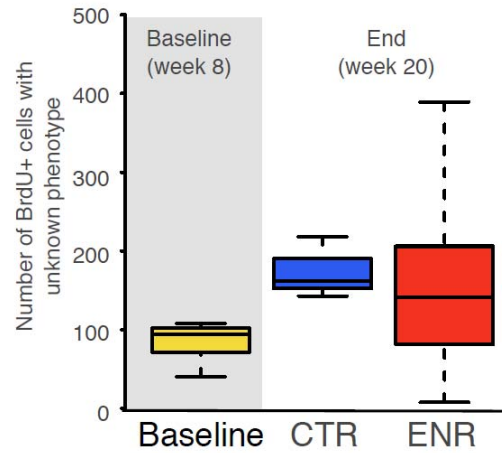 Number of BrdU+ cells with
unknown phenotype
500
400
300
200
100
0
Baseline
(week 8)
End
(week 20)
Baseline CTR ENR